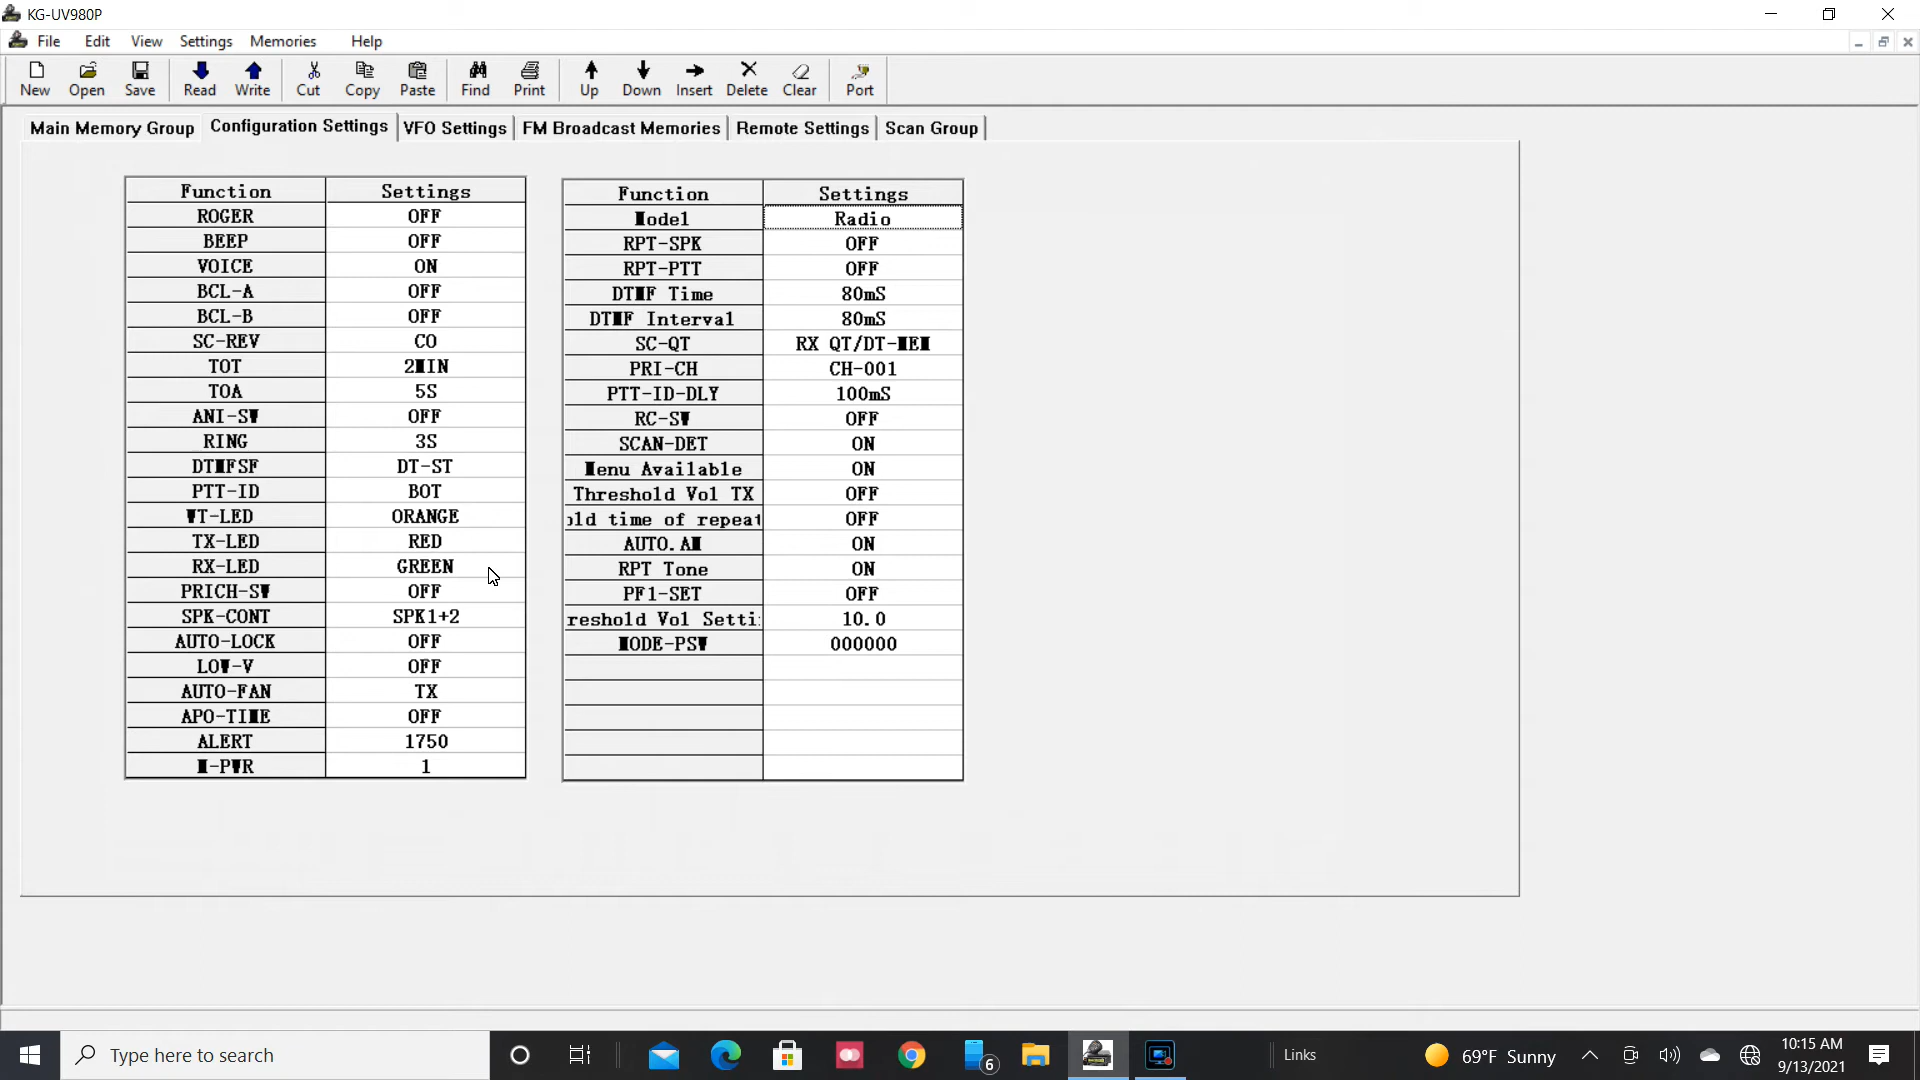 KG-UV980P
File Edit View Settings Memories Help
New Open Save Read Write Cut Copy Paste Find Print Up Down Insert Delete Clear Port
Main Memory Group Configuration Settings VFO Settings FM Broadcast Memories Remote Settings Scan Group
Function Settings
ROGER OFF
BEEP OFF
VOICE ON
BCL-A OFF
BCL-B OFF
SC-REV CO
TOT 2MIN
TOA 5S
ANI-SW OFF
RING 3S
DTMFSF DT-ST
PTT-ID BOT
WT-LED ORANGE
TX-LED RED
RX-LED GREEN
PRICH-SW OFF
SPK-CONT SPK1+2
AUTO-LOCK OFF
LOW-V OFF
AUTO-FAN TX
APO-TIME OFF
ALERT 1750
M-PWR 1
Function Settings
Model Radio
RPT-SPK OFF
RPT-PTT OFF
DTMF Time 80mS
DTMF Interval 80mS
SC-QT RX QT/DT-MEM
PRI-CH CH-001
PTT-ID-DLY 100mS
RC-SW OFF
SCAN-DET ON
Menu Available ON
Threshold Vol TX OFF
old time of repeat OFF
AUTO.AM ON
RPT Tone ON
PF1-SET OFF
reshold Vol Setti 10.0
MODE-PSW 000000
Type here to search
6
Links
69°F Sunny
10:15 AM
9/13/2021